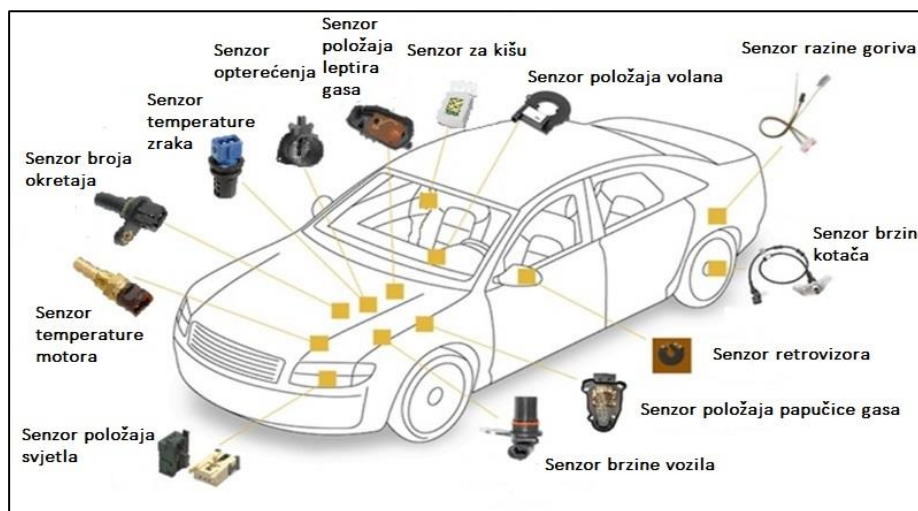 Senzor
opterećenja
Senzor
položaja
leptira
gasa
Senzor za kišu
Senzor položaja volana
Senzor razine goriva
Senzor
temperature
zraka
Senzor broja
okretaja
Senzor brzin
kotača
Senzor
temperature
motora
Senzor retrovizora
Senzor položaja papučice gasa
Senzor položaja
svjetla
Senzor brzine vozila